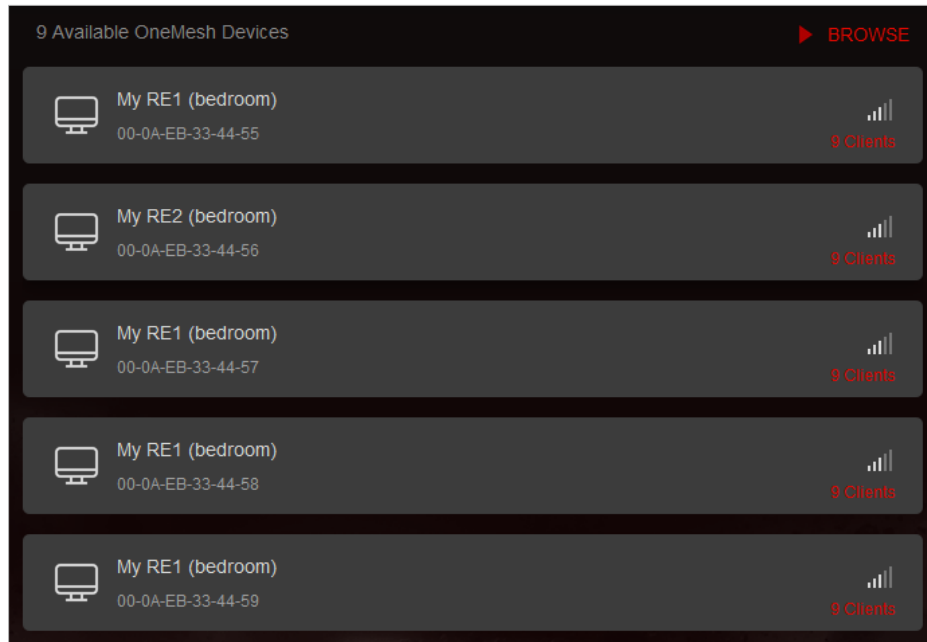 9 Available OneMesh Devices
BROWSE
My RE1 (bedroom)
00-0A-EB-33-44-55
9 Clients
My RE2 (bedroom)
00-0A-EB-33-44-56
9 Clients
My RE1 (bedroom)
00-0A-EB-33-44-57
9 Clients
My RE1 (bedroom)
00-0A-EB-33-44-58
9 Clients
My RE1 (bedroom)
00-0A-EB-33-44-59
9 Clients